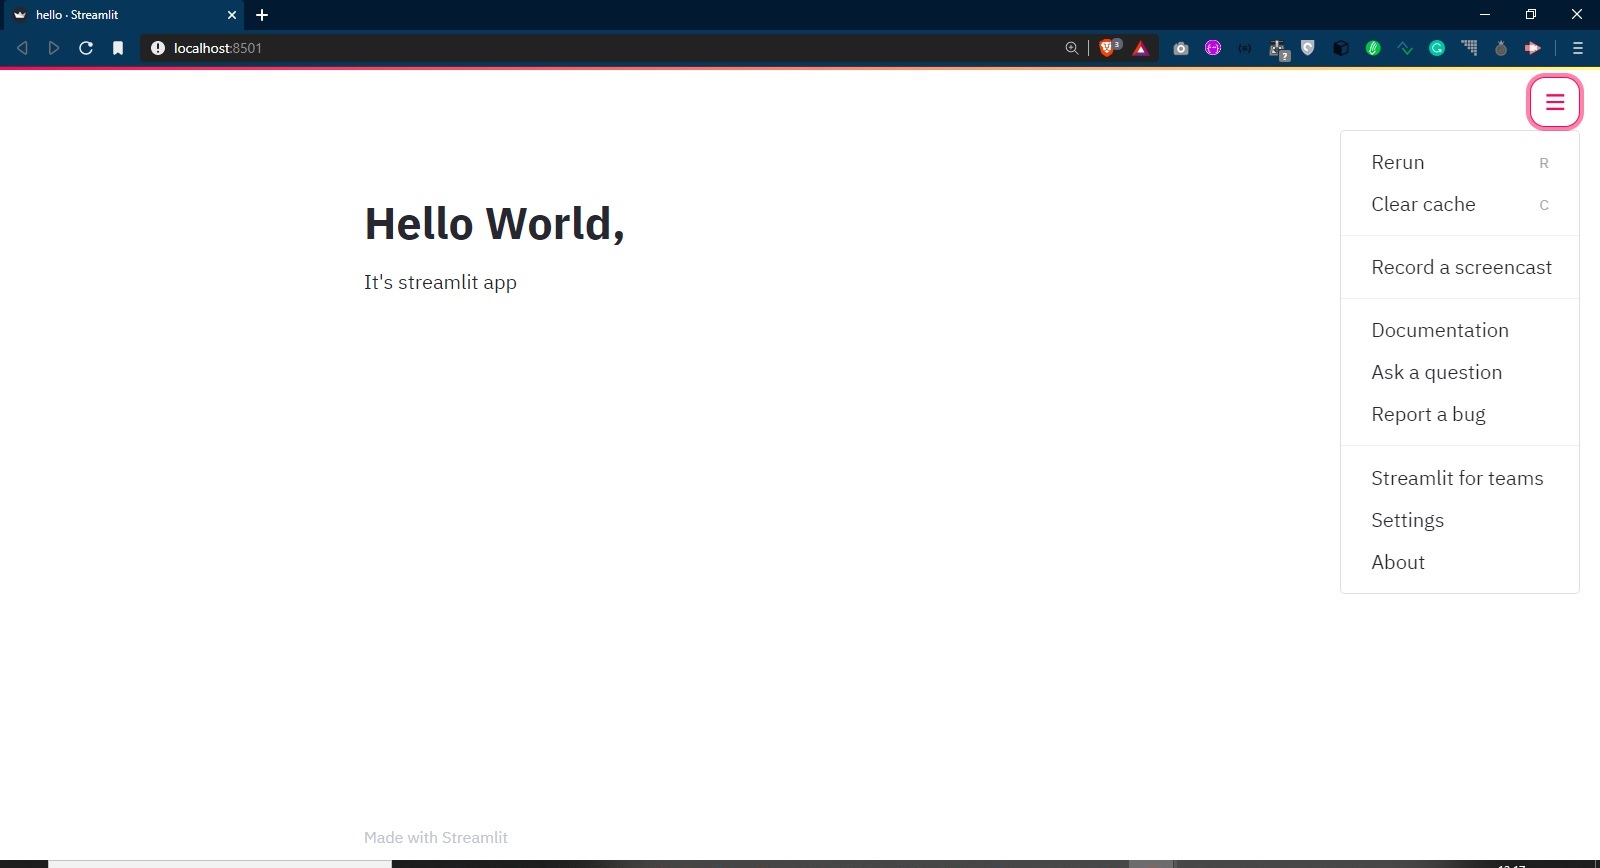 hello · Streamlit
localhost:8501
3
?
Hello World,
It's streamlit app
Rerun R
Clear cache C
Record a screencast
Documentation
Ask a question
Report a bug
Streamlit for teams
Settings
About
Made with Streamlit